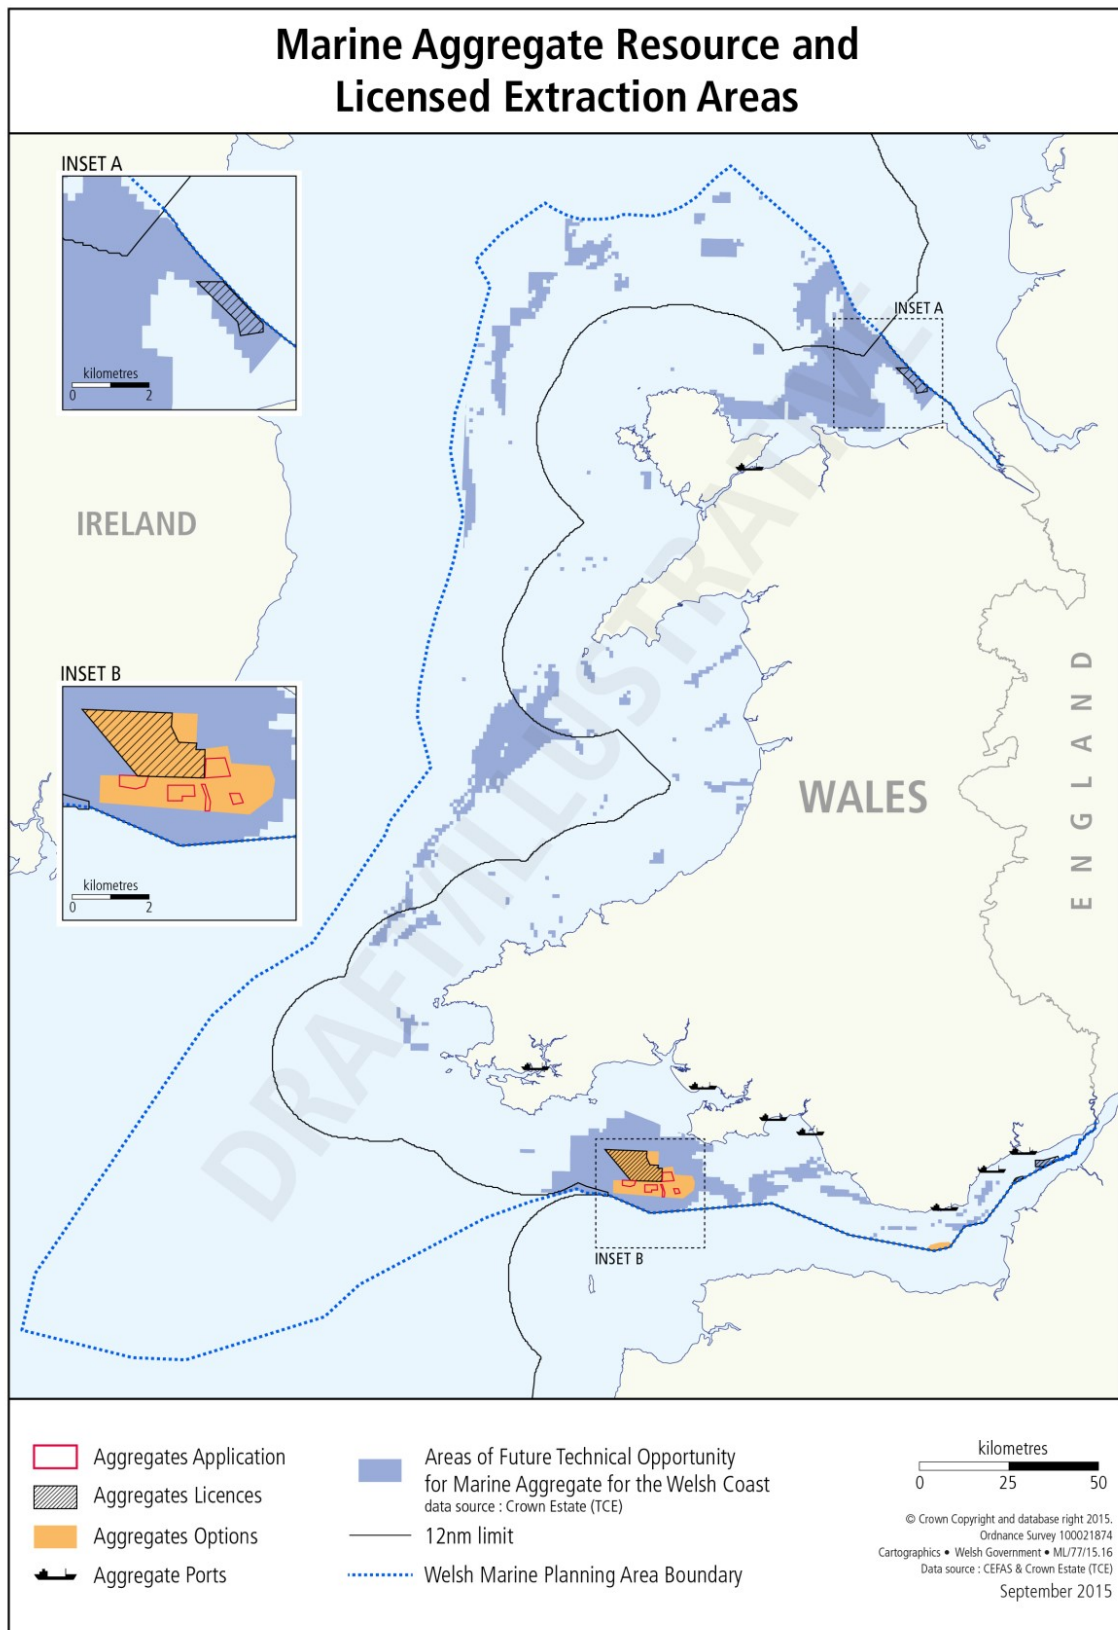 Marine Aggregate Resource and
Licensed Extraction Areas
INSET A
kilometres
0 2
INSET A
IRELAND
INSET B
kilometres
0 2
WALES
ENGLAND
DRAFT/ILLUSTRATIVE
INSET B
Aggregates Application
Aggregates Licences
Aggregates Options
Aggregate Ports
Areas of Future Technical Opportunity
for Marine Aggregate for the Welsh Coast
data source : Crown Estate (TCE)
12nm limit
Welsh Marine Planning Area Boundary
kilometres
0 25 50
© Crown Copyright and database right 2015.
Ordnance Survey 100021874
Cartographics • Welsh Government • ML/77/15.16
Data source : CEFAS & Crown Estate (TCE)
September 2015